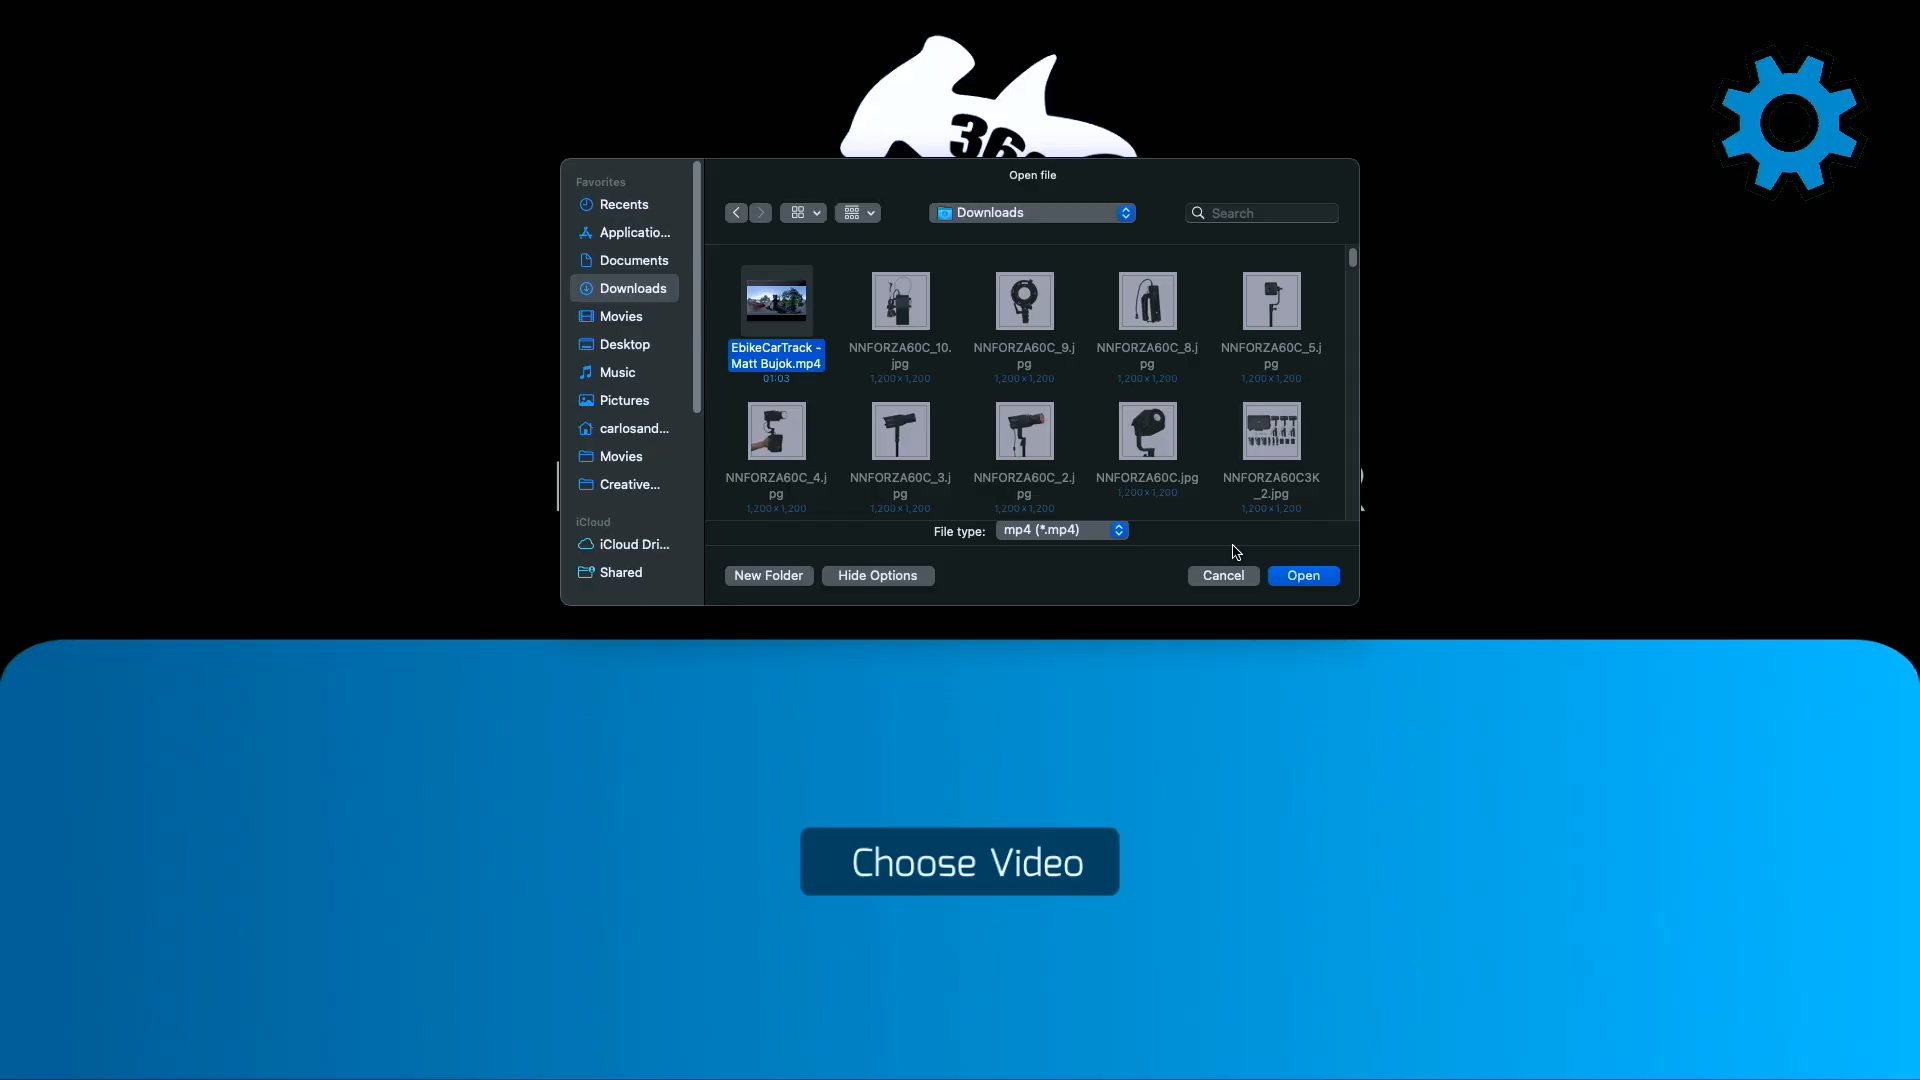 36
Open file
Favorites
Recents
Applicatio...
Documents
Downloads
Movies
Desktop
Music
Pictures
carlosand...
Movies
Creative...
iCloud
iCloud Dri...
Shared
Downloads
Search
EbikeCarTrack -
Matt Bujok.mp4
01:03
NNFORZA60C_10.
jpg
1,200×1,200
NNFORZA60C_9.j
pg
1,200×1,200
NNFORZA60C_8.j
pg
1,200×1,200
NNFORZA60C_5.j
pg
1,200×1,200
NNFORZA60C_4.j
pg
1,200×1,200
NNFORZA60C_3.j
pg
1,200×1,200
NNFORZA60C_2.j
pg
1,200×1,200
NNFORZA60C.jpg
1,200×1,200
NNFORZA60C3K
_2.jpg
1,200×1,200
File type:
mp4 (*.mp4)
New Folder
Hide Options
Cancel
Open
Choose Video